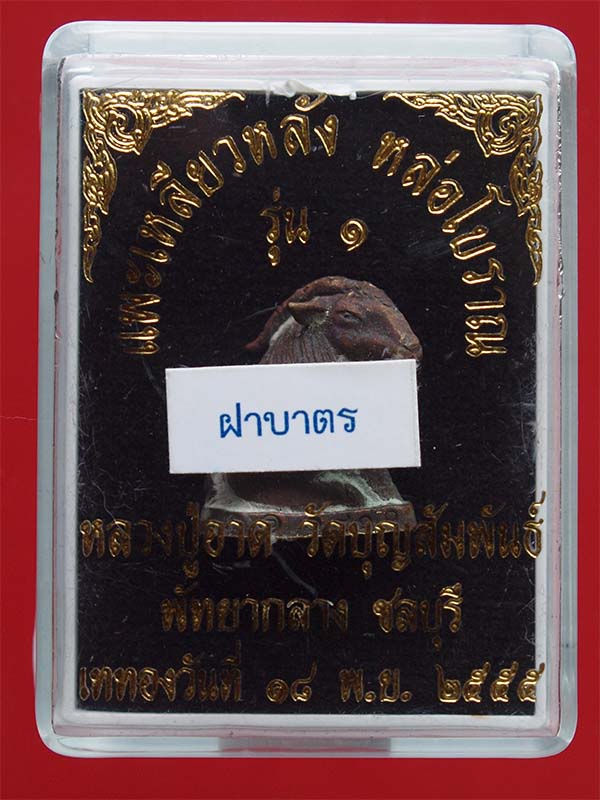 แพะเหลียวหลัง หล่อโบราณ
รุ่น ๑
ฝาบาตร
หลวงปู่ฮาด วัดบุญสัมพันธ์
พัทยากลาง ชลบุรี
เททองวันที่ ๑๘ พ.ย. ๒๕๕๕